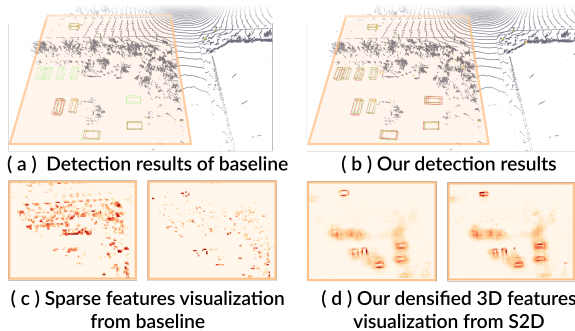 ( a ) Detection results of baseline
( b ) Our detection results
( c ) Sparse features visualization
from baseline
( d ) Our densified 3D features
visualization from S2D